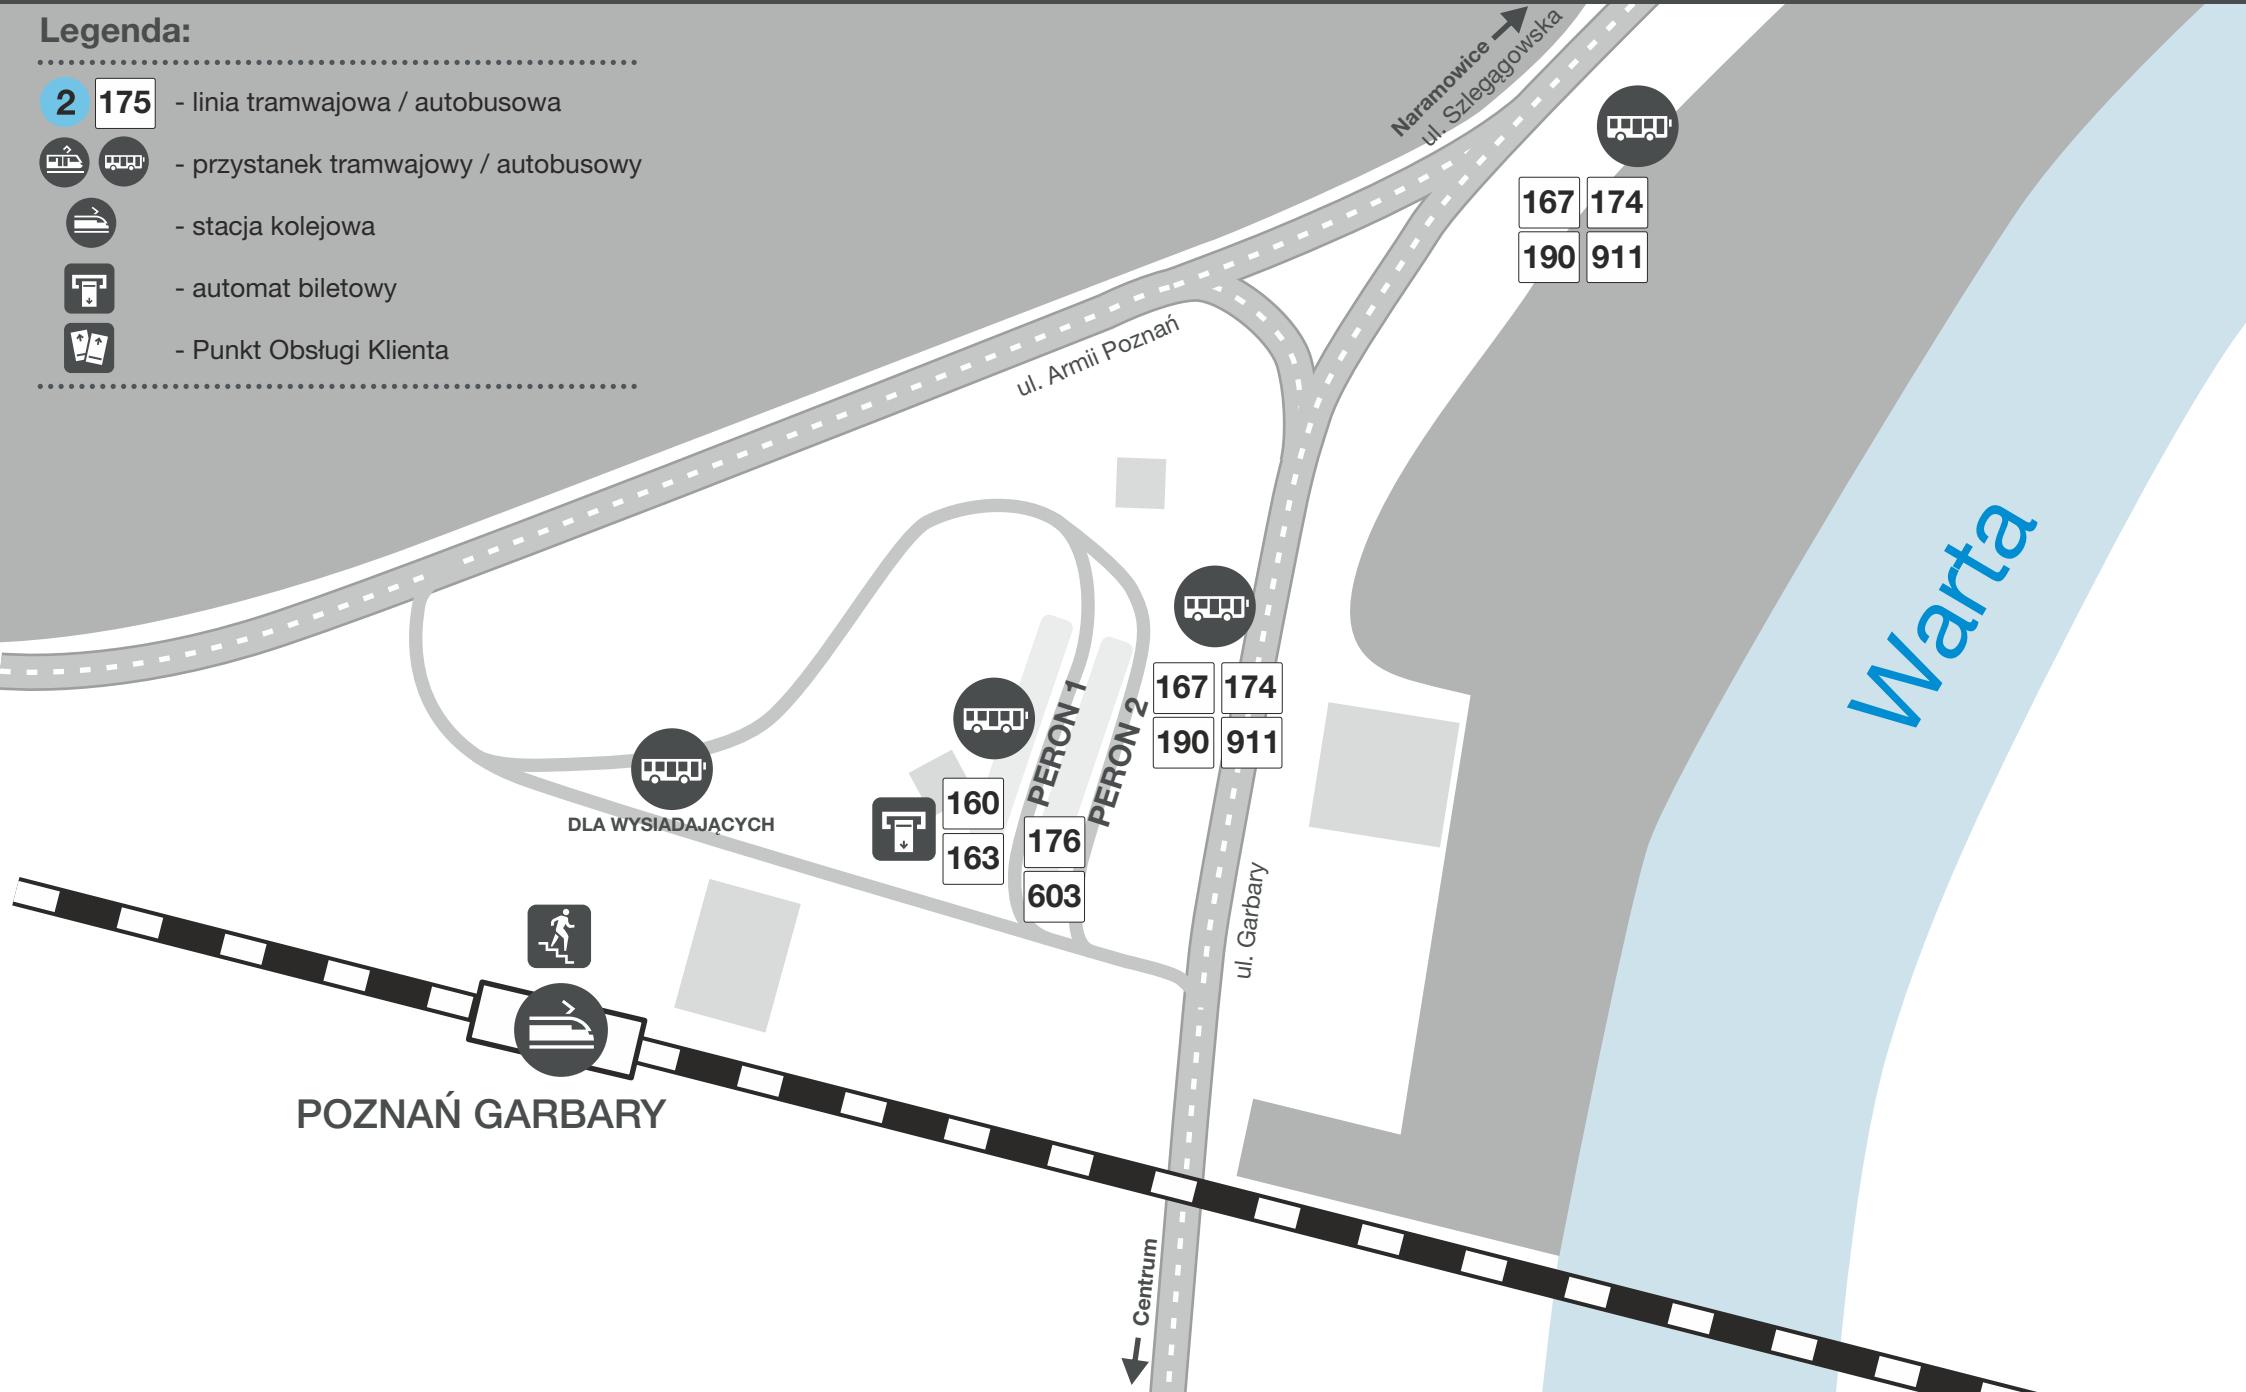 Legenda:
2 175 - linia tramwajowa / autobusowa
- przystanek tramwajowy / autobusowy
- stacja kolejowa
- automat biletowy
- Punkt Obsługi Klienta
Naramowice
ul. Szlegągowska
167 174
190 911
ul. Armii Poznań
Warta
167 174
190 911
PERON 1
PERON 2
DLA WYSIADAJĄCYCH
160
163
176
603
ul. Garbary
POZNAŃ GARBARY
Centrum